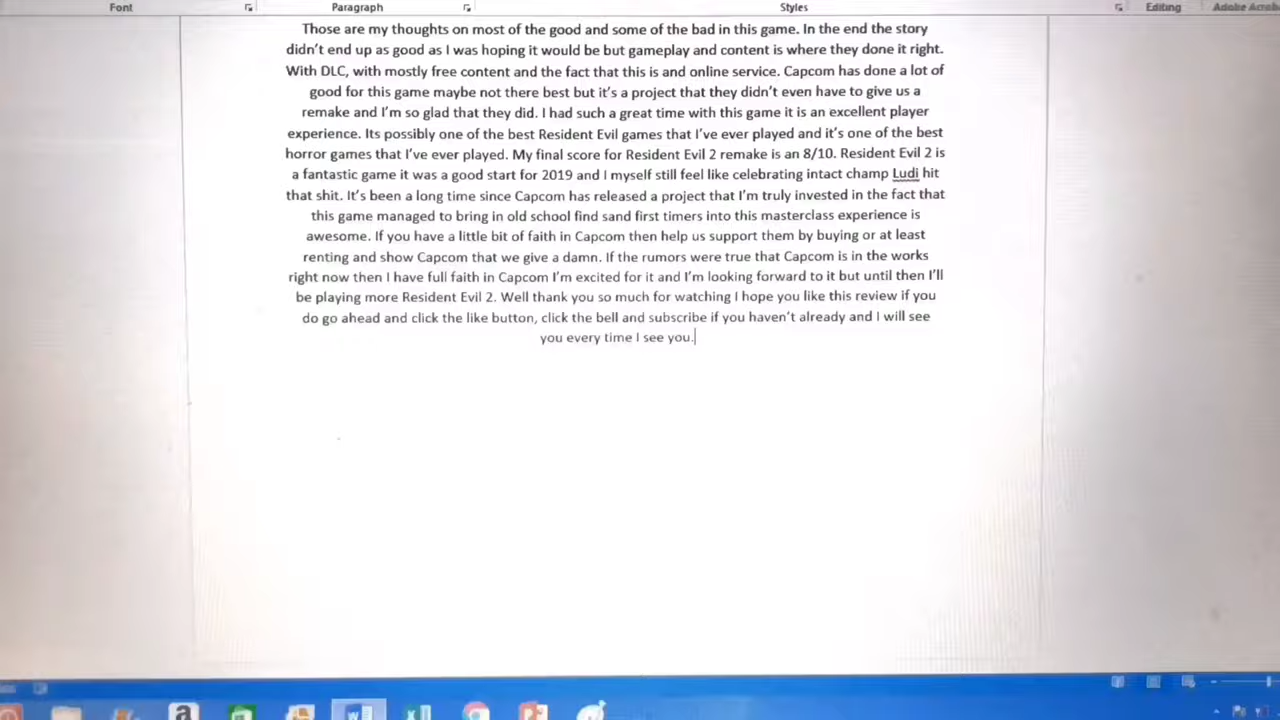 Font
Paragraph
Styles
Editing
Adobe Acrobat
Those are my thoughts on most of the good and some of the bad in this game. In the end the story
didn't end up as good as I was hoping it would be but gameplay and content is where they done it right.
With DLC, with mostly free content and the fact that this is and online service. Capcom has done a lot of
good for this game maybe not there best but it's a project that they didn't even have to give us a
remake and I'm so glad that they did. I had such a great time with this game it is an excellent player
experience. Its possibly one of the best Resident Evil games that I've ever played and it's one of the best
horror games that I've ever played. My final score for Resident Evil 2 remake is an 8/10. Resident Evil 2 is
a fantastic game it was a good start for 2019 and I myself still feel like celebrating intact champ Ludi hit
that shit. It's been a long time since Capcom has released a project that I'm truly invested in the fact that
this game managed to bring in old school find sand first timers into this masterclass experience is
awesome. If you have a little bit of faith in Capcom then help us support them by buying or at least
renting and show Capcom that we give a damn. If the rumors were true that Capcom is in the works
right now then I have full faith in Capcom I'm excited for it and I'm looking forward to it but until then I'll
be playing more Resident Evil 2. Well thank you so much for watching I hope you like this review if you
do go ahead and click the like button, click the bell and subscribe if you haven't already and I will see
you every time I see you.